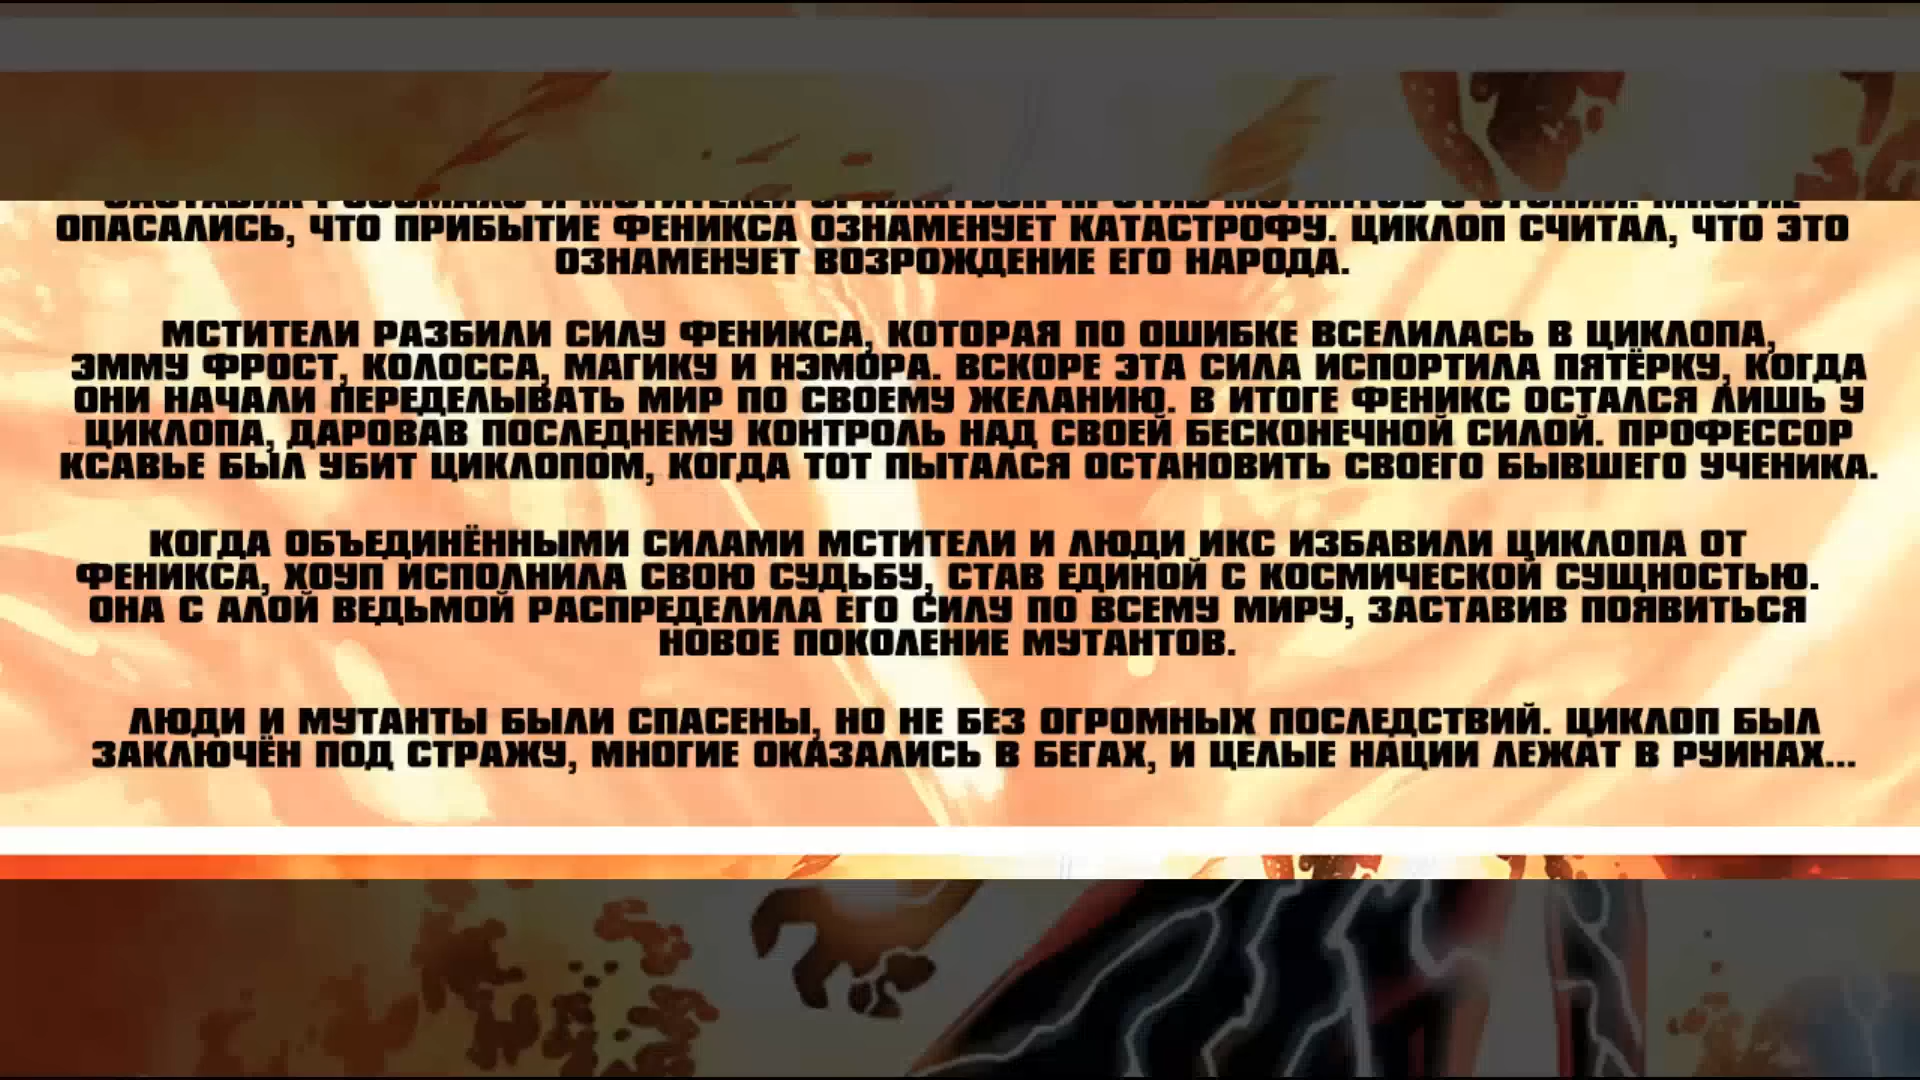 ОПАСАЛИСЬ, ЧТО ПРИБЫТИЕ ФЕНИКСА ОЗНАМЕНУЕТ КАТАСТРОФУ. ЦИКЛОП СЧИТАЛ, ЧТО ЭТО
ОЗНАМЕНУЕТ ВОЗРОЖДЕНИЕ ЕГО НАРОДА.
МСТИТЕЛИ РАЗБИЛИ СИЛУ ФЕНИКСА, КОТОРАЯ ПО ОШИБКЕ ВСЕЛИЛАСЬ В ЦИКЛОПА,
ЭММУ ФРОСТ, КОЛОССА, МАГИКУ И НЭМОРА. ВСКОРЕ ЭТА СИЛА ИСПОРТИЛА ПЯТЁРКУ, КОГДА
ОНИ НАЧАЛИ ПЕРЕДЕЛЫВАТЬ МИР ПО СВОЕМУ ЖЕЛАНИЮ. В ИТОГЕ ФЕНИКС ОСТАЛСЯ ЛИШЬ У
ЦИКЛОПА, ДАРОВАВ ПОСЛЕДНЕМУ КОНТРОЛЬ НАД СВОЕЙ БЕСКОНЕЧНОЙ СИЛОЙ. ПРОФЕССОР
КСАВЬЕ БЫЛ УБИТ ЦИКЛОПОМ, КОГДА ТОТ ПЫТАЛСЯ ОСТАНОВИТЬ СВОЕГО БЫВШЕГО УЧЕНИКА.
КОГДА ОБЪЕДИНЁННЫМИ СИЛАМИ МСТИТЕЛИ И ЛЮДИ ИКС ИЗБАВИЛИ ЦИКЛОПА ОТ
ФЕНИКСА, ХОУП ИСПОЛНИЛА СВОЮ СУДЬБУ, СТАВ ЕДИНОЙ С КОСМИЧЕСКОЙ СУЩНОСТЬЮ.
ОНА С АЛОЙ ВЕДЬМОЙ РАСПРЕДЕЛИЛА ЕГО СИЛУ ПО ВСЕМУ МИРУ, ЗАСТАВИВ ПОЯВИТЬСЯ
НОВОЕ ПОКОЛЕНИЕ МУТАНТОВ.
ЛЮДИ И МУТАНТЫ БЫЛИ СПАСЕНЫ, НО НЕ БЕЗ ОГРОМНЫХ ПОСЛЕДСТВИЙ. ЦИКЛОП БЫЛ
ЗАКЛЮЧЁН ПОД СТРАЖУ, МНОГИЕ ОКАЗАЛИСЬ В БЕГАХ, И ЦЕЛЫЕ НАЦИИ ЛЕЖАТ В РУИНАХ...